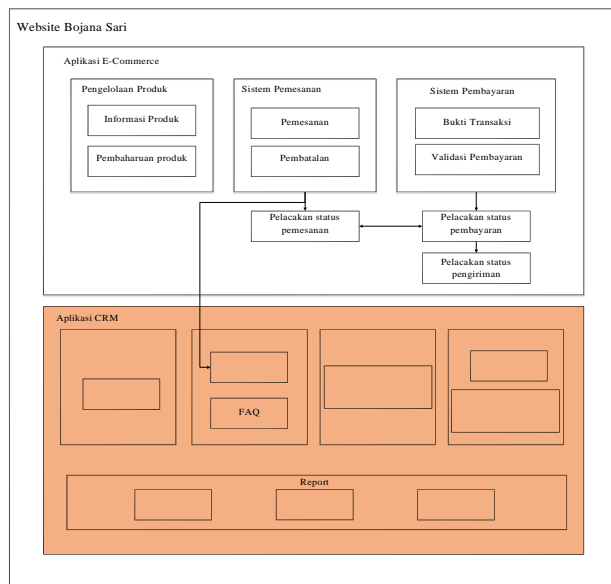 Website Bojana Sari
Aplikasi E-Commerce
Pengelolaan Produk
Informasi Produk
Pembaharuan produk
Sistem Pemesanan
Pemesanan
Pembatalan
Sistem Pembayaran
Bukti Transaksi
Validasi Pembayaran
Pelacakan status
pemesanan
Pelacakan status
pembayaran
Pelacakan status
pengiriman
Aplikasi CRM
FAQ
Report